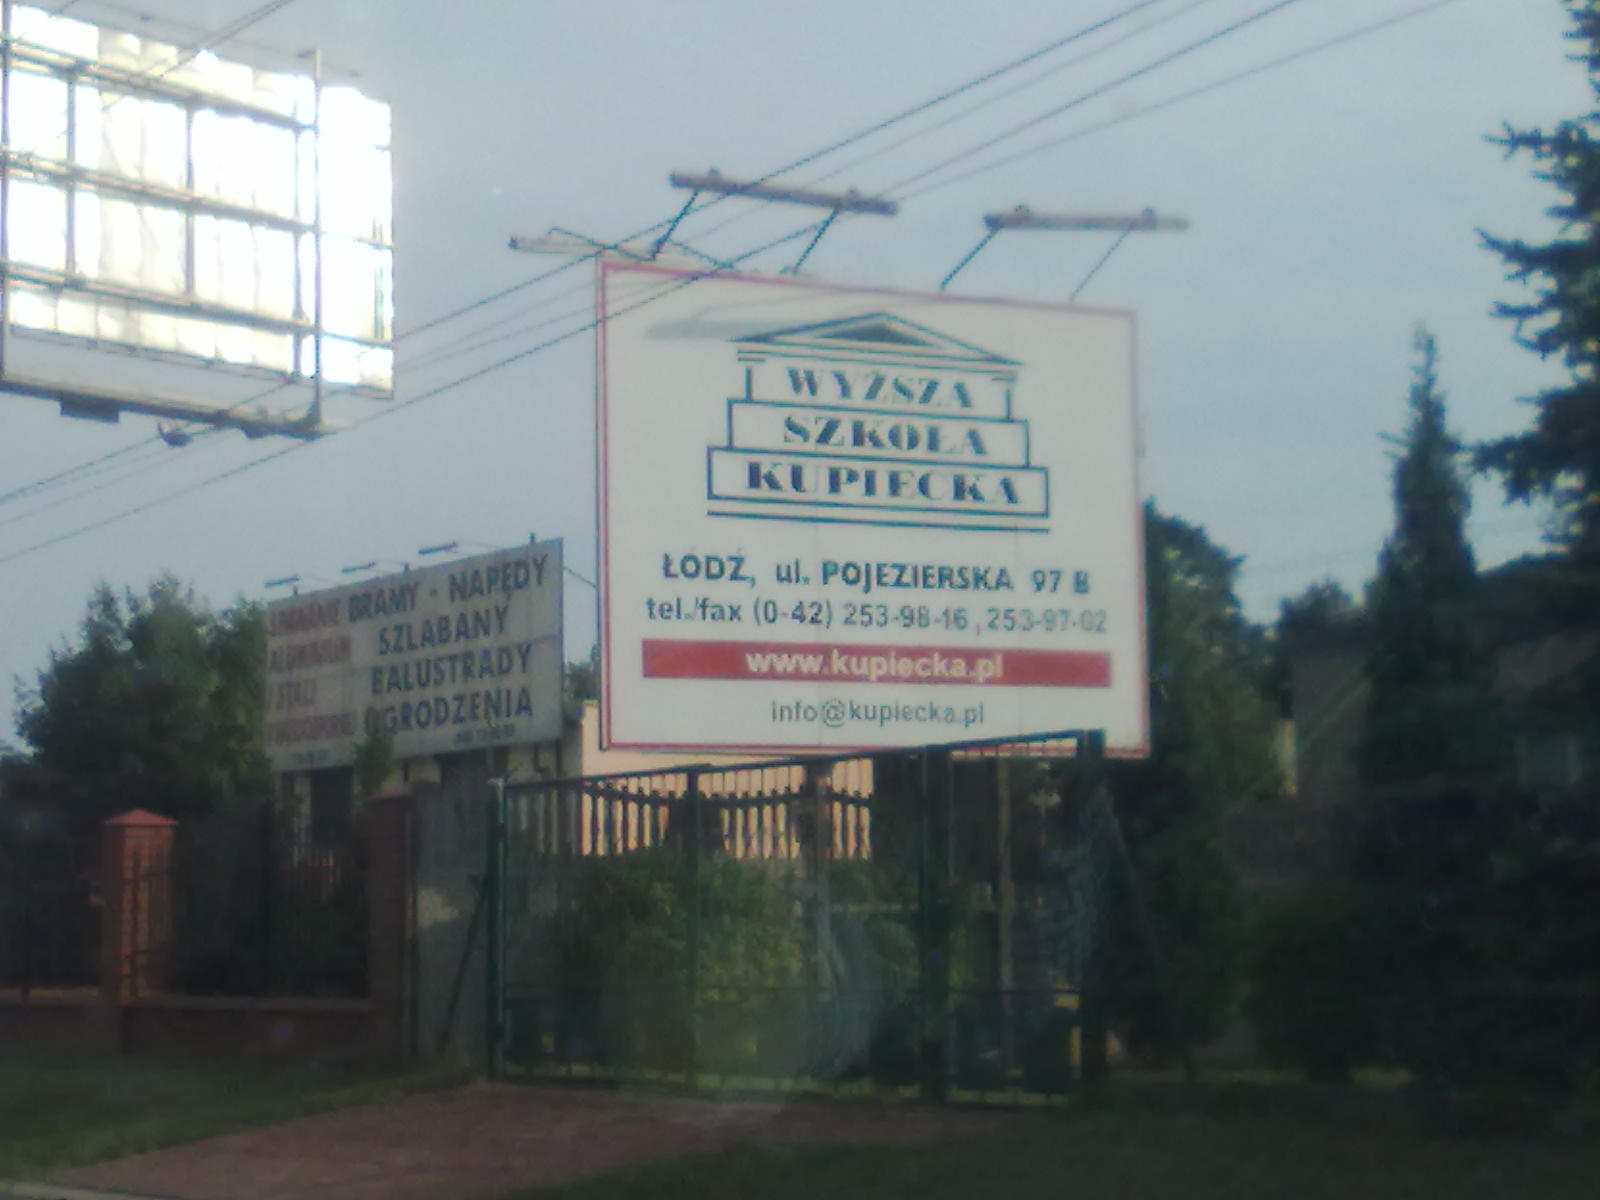 WYŻSZA
SZKOŁA
KUPIECKA
ŁÓDŹ, ul. POJEZIERSKA 97 B
tel./fax (0-42) 253-98-16, 253-97-02
www.kupiecka.pl
info@kupiecka.pl
BRAMY - NAPĘDY
SZLABANY
BALUSTRADY
OGRODZENIA